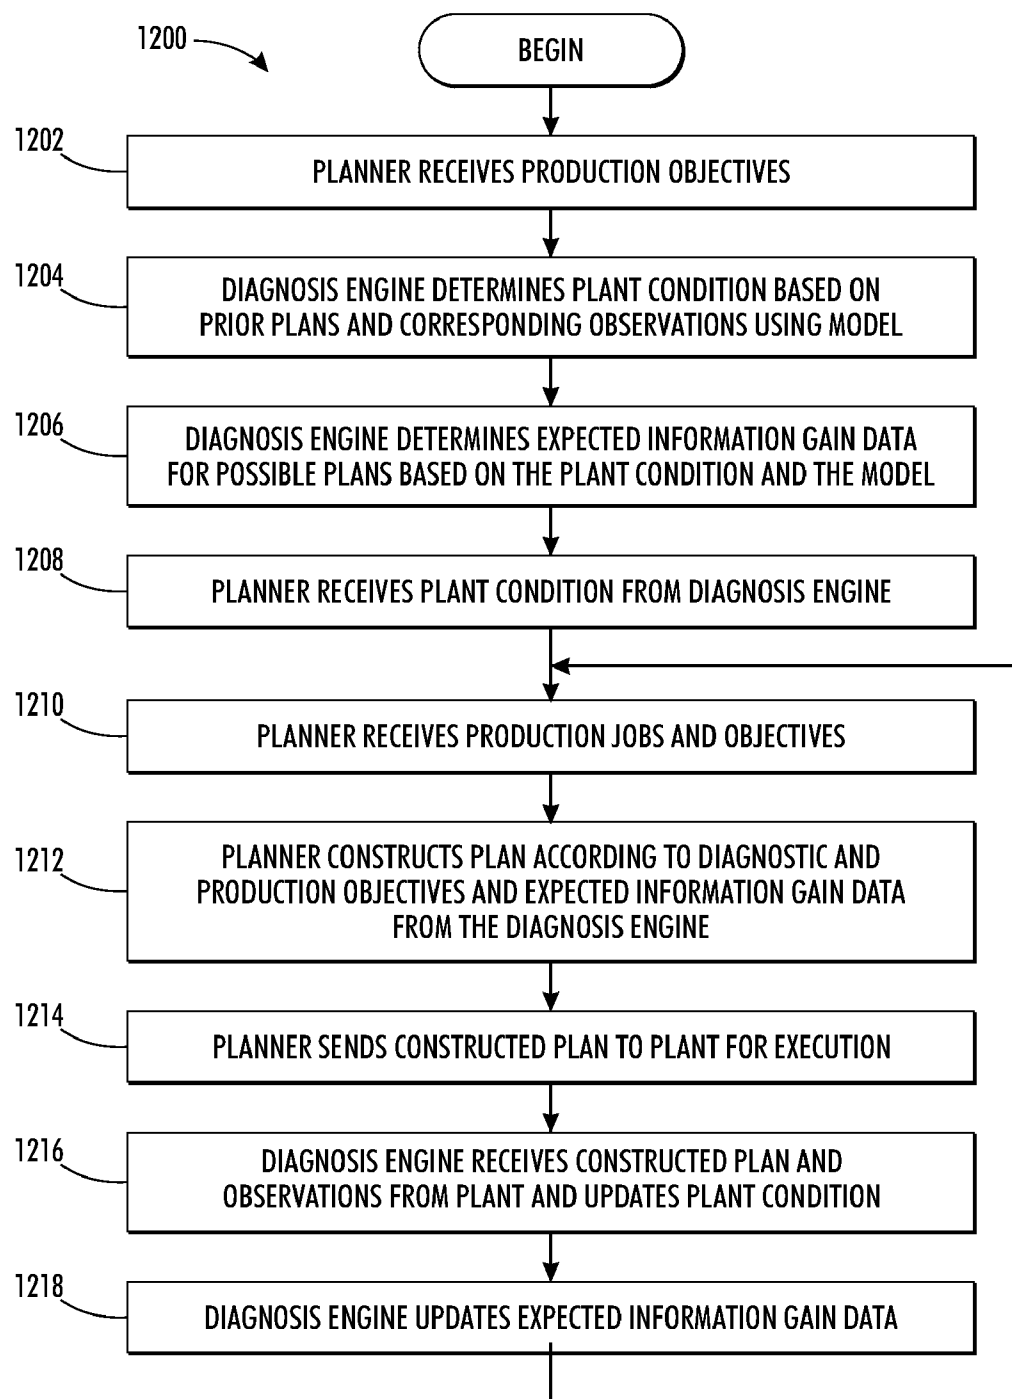 1200
BEGIN
1202
PLANNER RECEIVES PRODUCTION OBJECTIVES
1204
DIAGNOSIS ENGINE DETERMINES PLANT CONDITION BASED ON
PRIOR PLANS AND CORRESPONDING OBSERVATIONS USING MODEL
1206
DIAGNOSIS ENGINE DETERMINES EXPECTED INFORMATION GAIN DATA
FOR POSSIBLE PLANS BASED ON THE PLANT CONDITION AND THE MODEL
1208
PLANNER RECEIVES PLANT CONDITION FROM DIAGNOSIS ENGINE
1210
PLANNER RECEIVES PRODUCTION JOBS AND OBJECTIVES
1212
PLANNER CONSTRUCTS PLAN ACCORDING TO DIAGNOSTIC AND
PRODUCTION OBJECTIVES AND EXPECTED INFORMATION GAIN DATA
FROM THE DIAGNOSIS ENGINE
1214
PLANNER SENDS CONSTRUCTED PLAN TO PLANT FOR EXECUTION
1216
DIAGNOSIS ENGINE RECEIVES CONSTRUCTED PLAN AND
OBSERVATIONS FROM PLANT AND UPDATES PLANT CONDITION
1218
DIAGNOSIS ENGINE UPDATES EXPECTED INFORMATION GAIN DATA